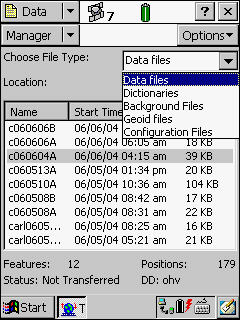 Data 7 ? ×
Manager Options
Choose File Type: Data files
Data files
Location:
Dictionaries
Background Files
Geoid files
Configuration Files
Name Start Time
c060606B 06/06/04
c060606A 06/06/04 06:05 am 18 KB
c060604A 06/06/04 04:15 am 39 KB
c060513A 06/05/04 01:34 pm 20 KB
c060510A 06/05/04 10:36 am 104 KB
c060508B 06/05/04 08:42 am 17 KB
c060508A 06/05/04 08:31 am 22 KB
carl0605... 06/05/04 08:25 am 16 KB
carl0605... 06/05/04 05:21 am 21 KB
Features: 12 Positions: 179
Status: Not Transferred DD: ohv
Start T